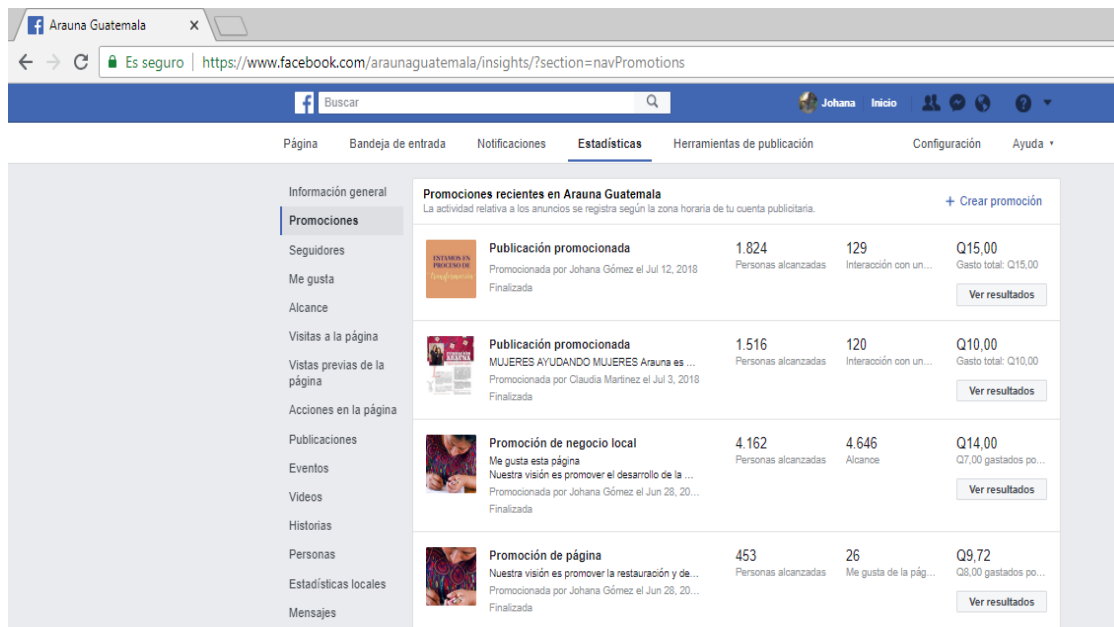 Arauna Guatemala
Es seguro | https://www.facebook.com/araunaguatemala/insights/?section=navPromotions
Buscar
Johana Inicio
Página Bandeja de entrada Notificaciones Estadísticas Herramientas de publicación Configuración Ayuda
Información general
Promociones
Seguidores
Me gusta
Alcance
Visitas a la página
Vistas previas de la
página
Acciones en la página
Publicaciones
Eventos
Videos
Historias
Personas
Estadísticas locales
Mensajes
Promociones recientes en Arauna Guatemala
La actividad relativa a los anuncios se registra según la zona horaria de tu cuenta publicitaria.
+ Crear promoción
ESTAMOS EN
PROCESO DE
Transformación
Publicación promocionada
Promocionada por Johana Gómez el Jul 12, 2018
Finalizada
1.824
Personas alcanzadas
129
Interacción con un...
Q15,00
Gasto total: Q15,00
Ver resultados
ARAUNA
Publicación promocionada
MUJERES AYUDANDO MUJERES Arauna es ...
Promocionada por Claudia Martinez el Jul 3, 2018
Finalizada
1.516
Personas alcanzadas
120
Interacción con un...
Q10,00
Gasto total: Q10,00
Ver resultados
Promoción de negocio local
Me gusta esta página
Nuestra visión es promover el desarrollo de la ...
Promocionada por Johana Gómez el Jun 28, 20...
Finalizada
4.162
Personas alcanzadas
4.646
Alcance
Q14,00
Q7,00 gastados po...
Ver resultados
Promoción de página
Nuestra visión es promover la restauración y de...
Promocionada por Johana Gómez el Jun 28, 20...
Finalizada
453
Personas alcanzadas
26
Me gusta de la pág...
Q9,72
Q8,00 gastados po...
Ver resultados